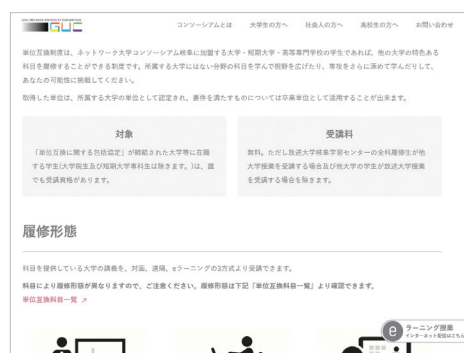 GUC
コンソーシアムとは 大学生の方へ 社会人の方へ 高校生の方へ お問い合わせ
単位互換制度は、ネットワーク大学コンソーシアム岐阜に加盟する大学・短期大学・高等専門学校の学生であれば、他の大学の特色ある
科目を履修することができる制度です。所属する大学にはない分野の科目を学んで視野を広げたり、専攻をさらに深めて学んだりして、
あなたの可能性に挑戦してください。
取得した単位は、所属する大学の単位として認定され、要件を満たすものについては卒業単位として活用することが出来ます。
対象
「単位互換に関する包括協定」が締結された大学等に在籍
する学生(大学院生及び短期大学専科生は除きます。)は、誰
でも受講資格があります。
受講料
無料。ただし放送大学岐阜学習センターの全科履修生が他
大学授業を受講する場合及び他大学の学生が放送大学授業
を受講する場合を除きます。
履修形態
科目を提供している大学の講義を、対面、遠隔、eラーニングの3方式より受講できます。
科目により履修形態が異なりますので、ご注意ください。履修形態は下記『単位互換科目一覧』より確認できます。
単位互換科目一覧
e ラーニング授業
インターネット配信はこちら